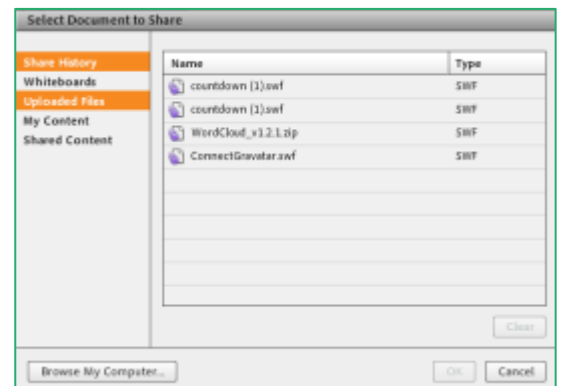 Select Document to Share
Share History
Whiteboards
Uploaded Files
My Content
Shared Content
Name Type
countdown (1).swf SWF
countdown (1).swf SWF
WordCloud_v1.2.1.zip SWF
ConnectGravatar.swf SWF
Clear
Browse My Computer... OK Cancel